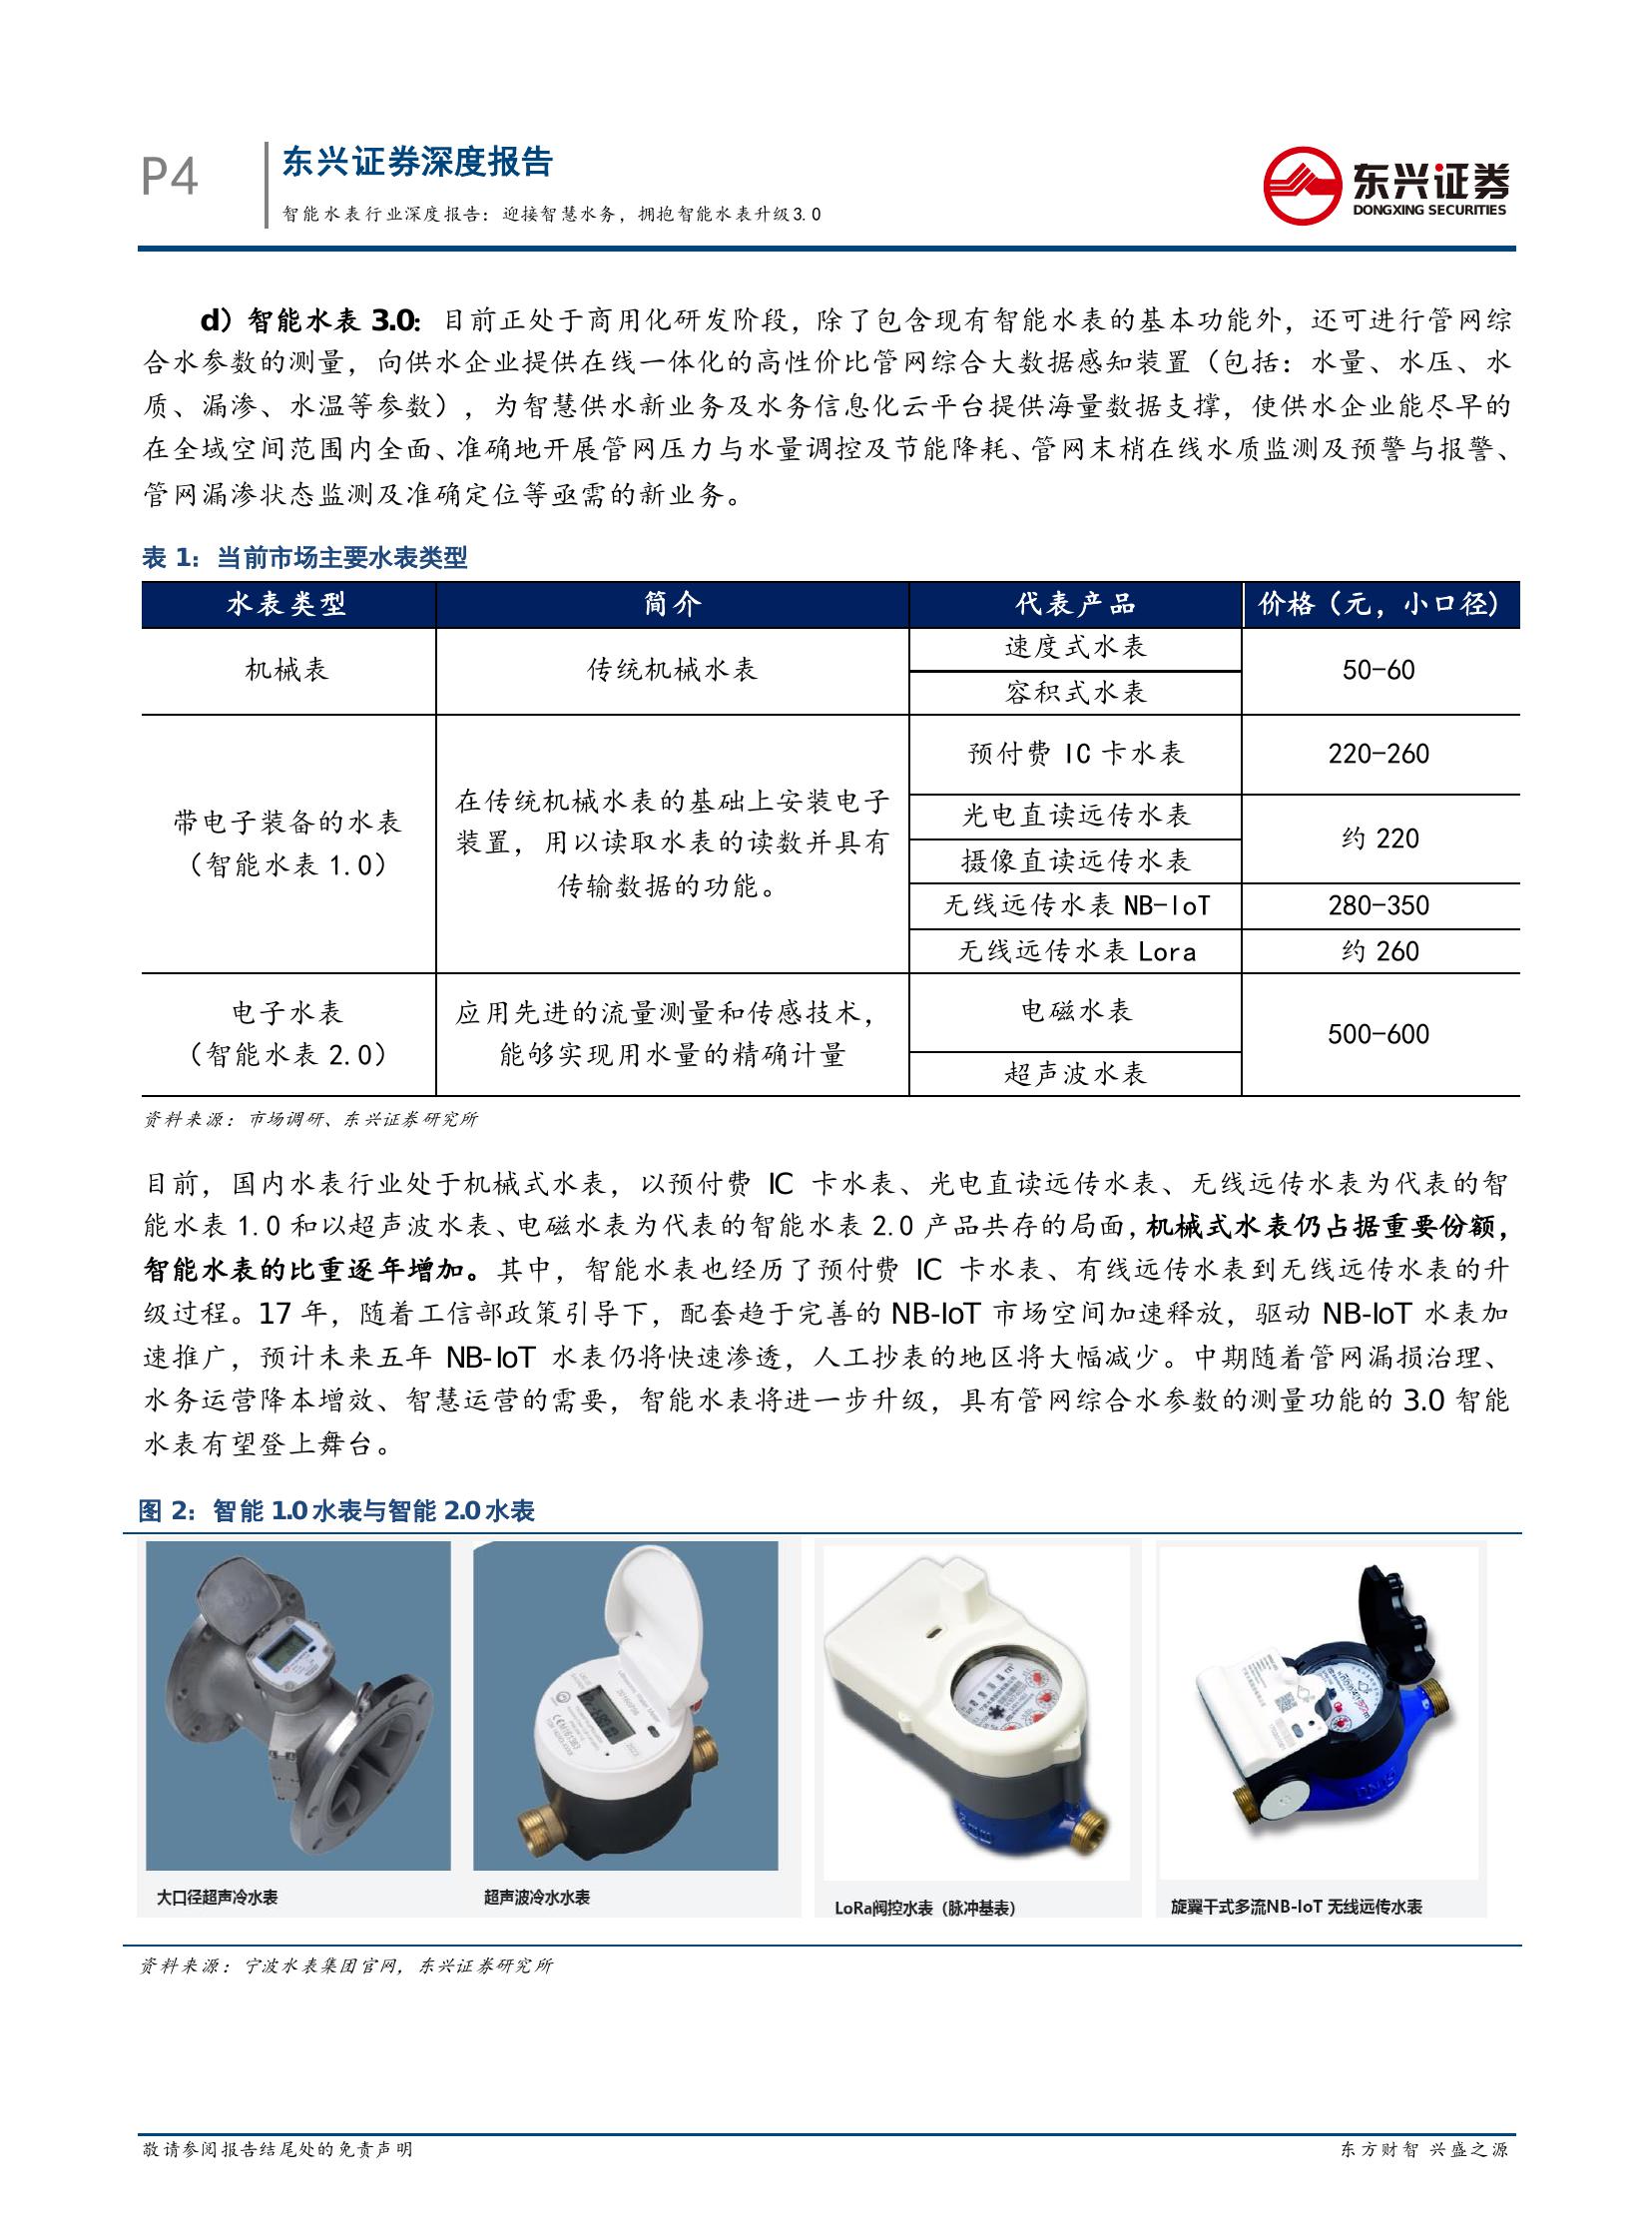 P4
东兴证券深度报告
智能水表行业深度报告：迎接智慧水务，拥抱智能水表升级3.0
东兴证券
DONGXING SECURITIES
d）智能水表 3.0：目前正处于商用化研发阶段，除了包含现有智能水表的基本功能外，还可进行管网综
合水参数的测量，向供水企业提供在线一体化的高性价比管网综合大数据感知装置（包括：水量、水压、水
质、漏渗、水温等参数），为智慧供水新业务及水务信息化云平台提供海量数据支撑，使供水企业能尽早的
在全域空间范围内全面、准确地开展管网压力与水量调控及节能降耗、管网末梢在线水质监测及预警与报警、
管网漏渗状态监测及准确定位等亟需的新业务。
表 1：当前市场主要水表类型
水表类型 简介 代表产品 价格（元，小口径)
机械表 传统机械水表 速度式水表 50-60
容积式水表
带电子装备的水表
（智能水表 1.0）
在传统机械水表的基础上安装电子
装置，用以读取水表的读数并具有
传输数据的功能。
预付费 IC 卡水表 220-260
光电直读远传水表 约 220
摄像直读远传水表
无线远传水表 NB-IoT 280-350
无线远传水表 Lora 约 260
电子水表
（智能水表 2.0）
应用先进的流量测量和传感技术，
能够实现用水量的精确计量
电磁水表 500-600
超声波水表
资料来源：市场调研、东兴证券研究所
目前，国内水表行业处于机械式水表，以预付费 IC 卡水表、光电直读远传水表、无线远传水表为代表的智
能水表 1.0 和以超声波水表、电磁水表为代表的智能水表 2.0 产品共存的局面，机械式水表仍占据重要份额，
智能水表的比重逐年增加。其中，智能水表也经历了预付费 IC 卡水表、有线远传水表到无线远传水表的升
级过程。17 年，随着工信部政策引导下，配套趋于完善的 NB-IoT 市场空间加速释放，驱动 NB-IoT 水表加
速推广，预计未来五年 NB-IoT 水表仍将快速渗透，人工抄表的地区将大幅减少。中期随着管网漏损治理、
水务运营降本增效、智慧运营的需要，智能水表将进一步升级，具有管网综合水参数的测量功能的 3.0 智能
水表有望登上舞台。
图 2：智能 1.0 水表与智能 2.0 水表
大口径超声冷水表
超声波冷水水表
LoRa阀控水表（脉冲基表）
旋翼干式多流NB-IoT 无线远传水表
资料来源：宁波水表集团官网，东兴证券研究所
敬请参阅报告结尾处的免责声明
东方财智 兴盛之源